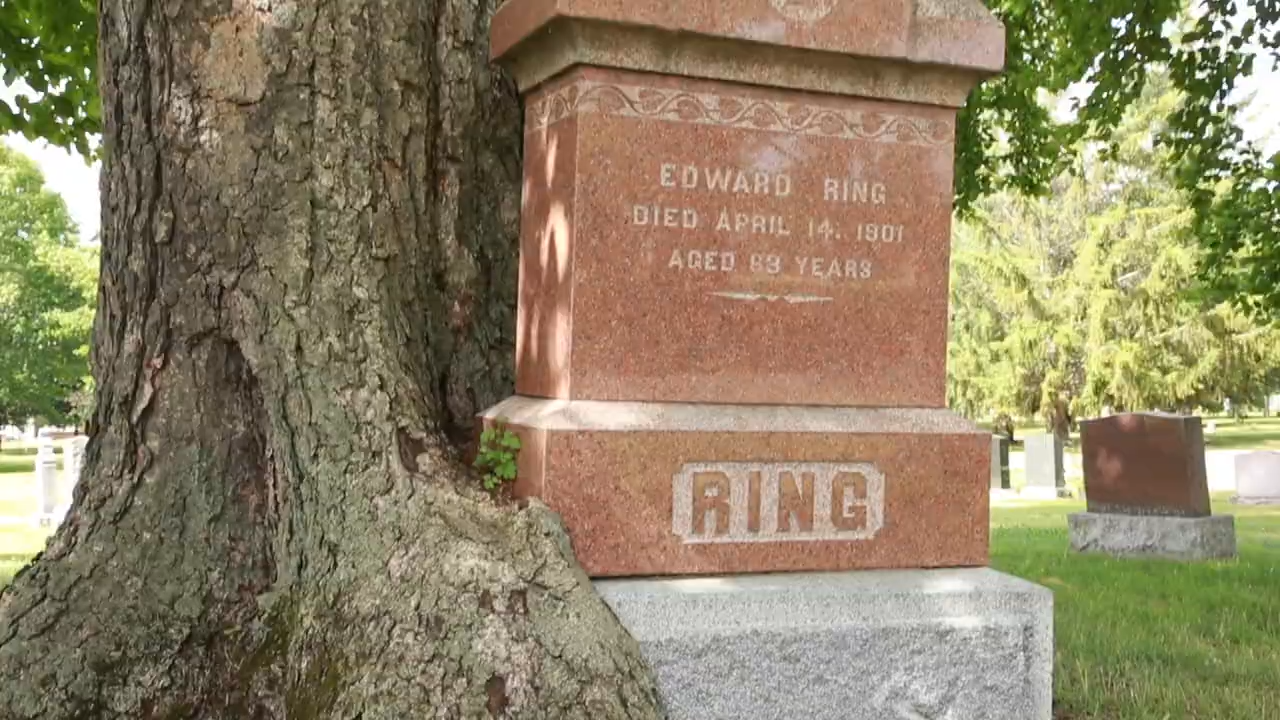 EDWARD RING
DIED APRIL 14. 1901
AGED 63 YEARS
RING